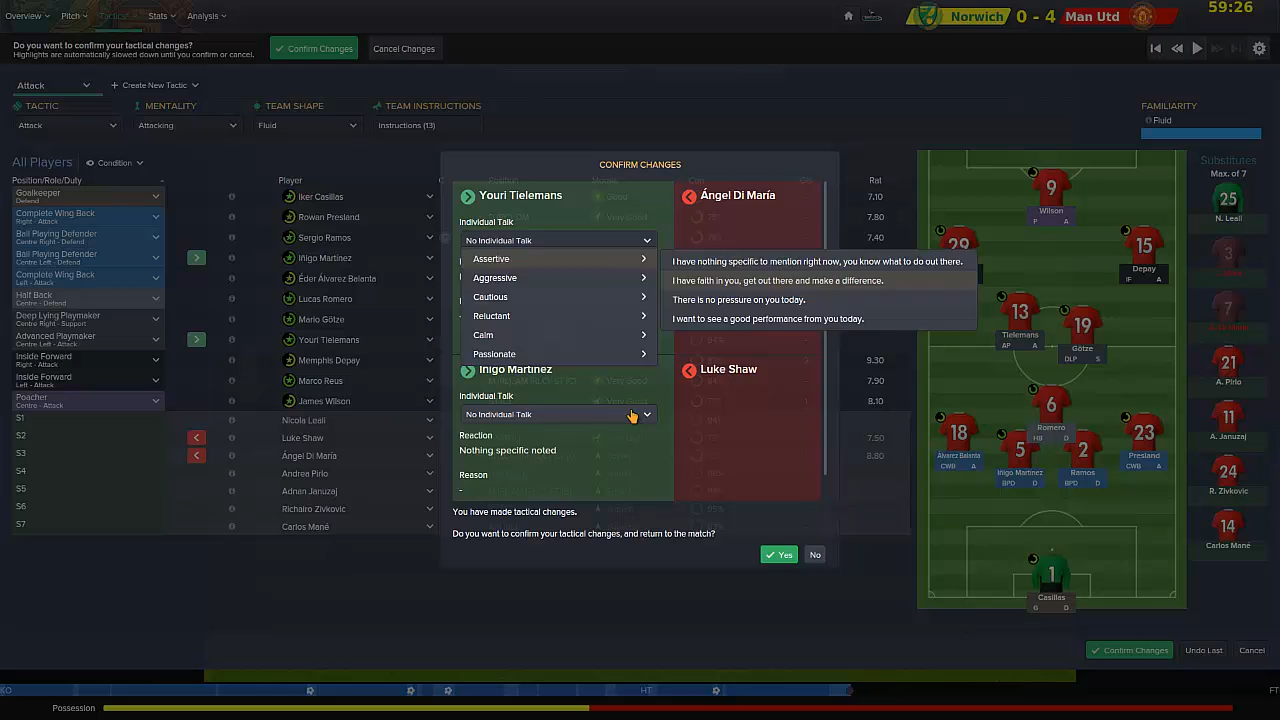 Overview
Pitch
Tactics
Stats
Analysis
Norwich 0 - 4 Man Utd
59:26
Do you want to confirm your tactical changes?
Highlights are automatically slowed down until you confirm or cancel.
Confirm Changes
Cancel Changes
Attack
Create New Tactic
TACTIC
MENTALITY
TEAM SHAPE
TEAM INSTRUCTIONS
FAMILIARITY
Attack
Attacking
Fluid
Instructions (13)
Fluid
All Players
Condition
Position/Role/Duty
Player
Rat
Goalkeeper
Defend
Iker Casillas
7.10
Complete Wing Back
Right - Attack
Rowan Presland
7.80
Ball Playing Defender
Centre Right - Defend
Sergio Ramos
7.40
Ball Playing Defender
Centre Left - Defend
Iñigo Martínez
Complete Wing Back
Left - Attack
Éder Álvarez Balanta
Half Back
Centre - Defend
Lucas Romero
Deep Lying Playmaker
Centre Right - Support
Mario Götze
Advanced Playmaker
Centre Left - Attack
Youri Tielemans
Inside Forward
Right - Attack
Memphis Depay
9.30
Inside Forward
Left - Attack
Marco Reus
7.90
Poacher
Centre - Attack
James Wilson
8.10
S1
Nicola Leali
S2
Luke Shaw
7.50
S3
Ángel Di María
8.80
S4
Andrea Pirlo
S5
Adnan Januzaj
S6
Richairo Zivkovic
S7
Carlos Mané
CONFIRM CHANGES
Youri Tielemans
Ángel Di María
Individual Talk
No Individual Talk
Assertive
Aggressive
Cautious
Reluctant
Calm
Passionate
I have nothing specific to mention right now, you know what to do out there.
I have faith in you, get out there and make a difference.
There is no pressure on you today.
I want to see a good performance from you today.
Iñigo Martínez
Luke Shaw
Individual Talk
No Individual Talk
Reaction
Nothing specific noted
Reason
-
You have made tactical changes.
Do you want to confirm your tactical changes, and return to the match?
Yes
No
9
Wilson
P A
29
15
Depay
IF A
13
Tielemans
AP A
19
Götze
DLP S
6
Romero
HB D
18
Álvarez Balanta
CWB A
5
Iñigo Martínez
BPD D
2
Ramos
BPD D
23
Presland
CWB A
1
Casillas
G D
Substitutes
Max. of 7
25
N. Leali
3
7
21
A. Pirlo
11
A. Januzaj
24
R. Zivkovic
14
Carlos Mané
Confirm Changes
Undo Last
Cancel
KO
HT
FT
Possession